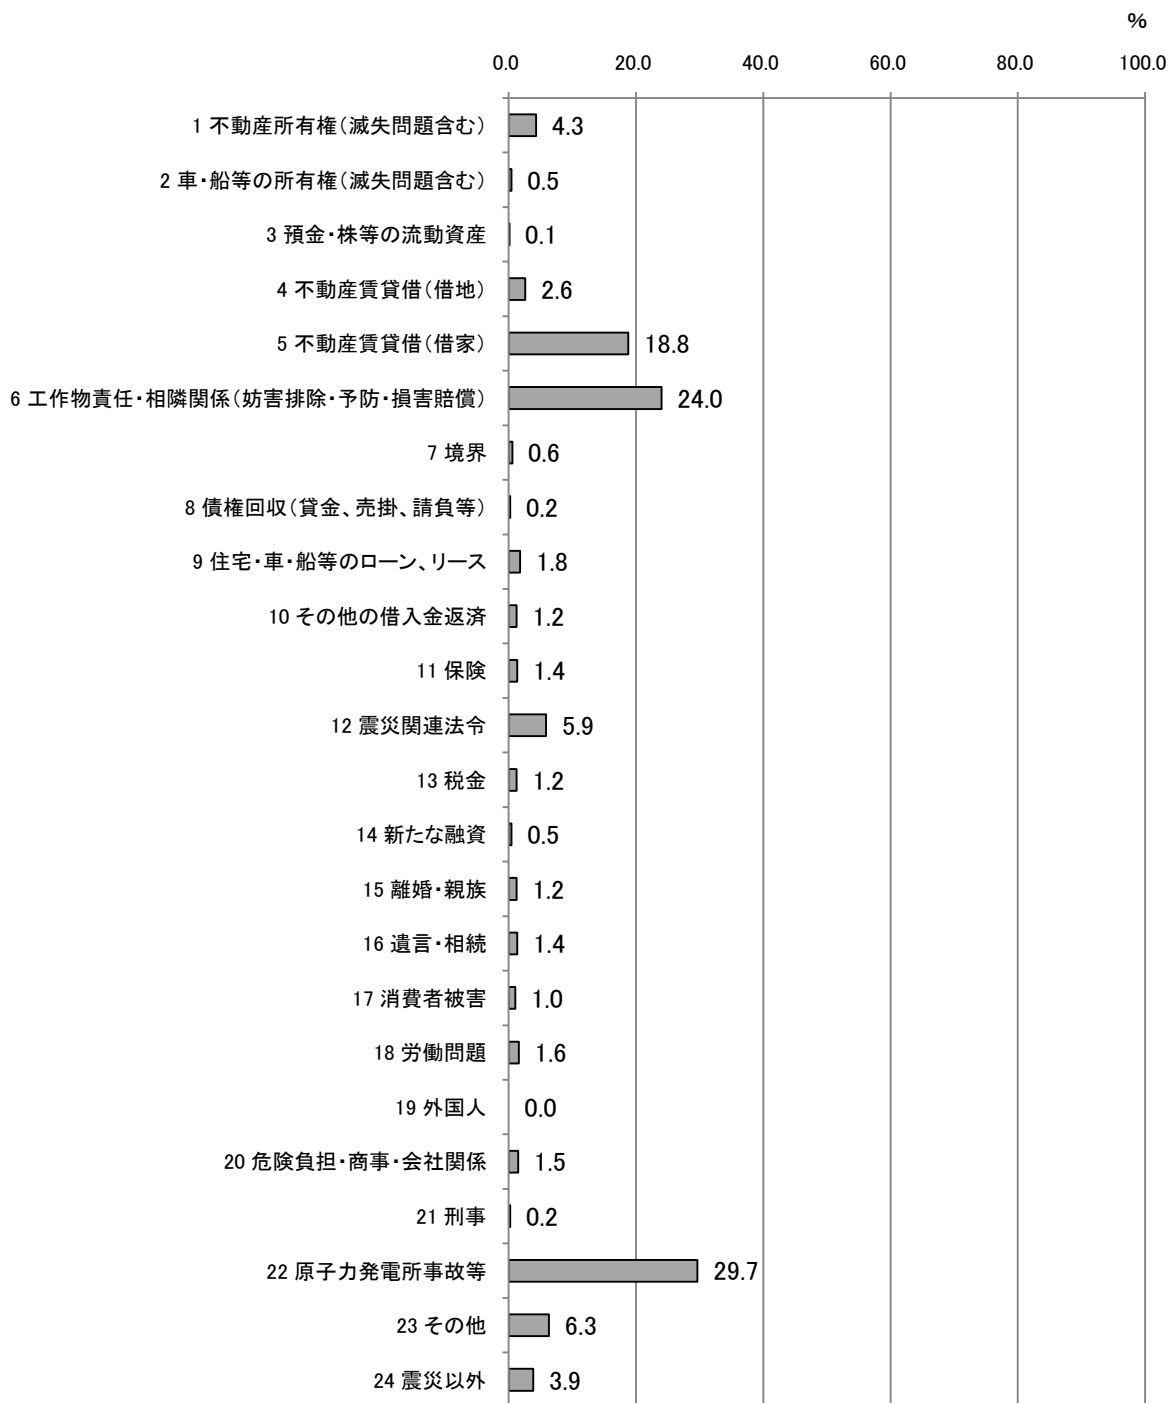 %
0.0 20.0 40.0 60.0 80.0 100.0
1 不動産所有権(滅失問題含む) 4.3
2 車・船等の所有権(滅失問題含む) 0.5
3 預金・株等の流動資産 0.1
4 不動産賃貸借(借地) 2.6
5 不動産賃貸借(借家) 18.8
6 工作物責任・相隣関係(妨害排除・予防・損害賠償) 24.0
7 境界 0.6
8 債権回収(貸金、売掛、請負等) 0.2
9 住宅・車・船等のローン、リース 1.8
10 その他の借入金返済 1.2
11 保険 1.4
12 震災関連法令 5.9
13 税金 1.2
14 新たな融資 0.5
15 離婚・親族 1.2
16 遺言・相続 1.4
17 消費者被害 1.0
18 労働問題 1.6
19 外国人 0.0
20 危険負担・商事・会社関係 1.5
21 刑事 0.2
22 原子力発電所事故等 29.7
23 その他 6.3
24 震災以外 3.9